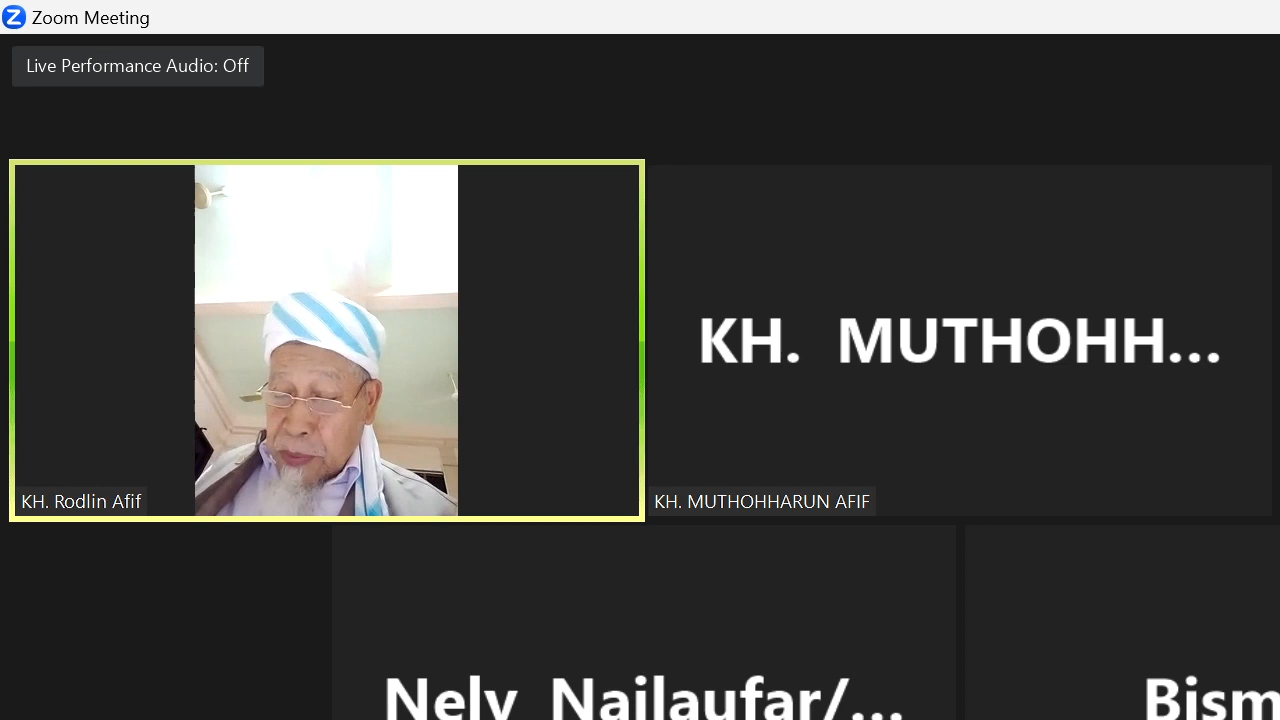 Zoom Meeting
Live Performance Audio: Off
KH. MUTHOHH...
KH. Rodlin Afif
KH. MUTHOHHARUN AFIF
Nely Nailaufar/...
Bism